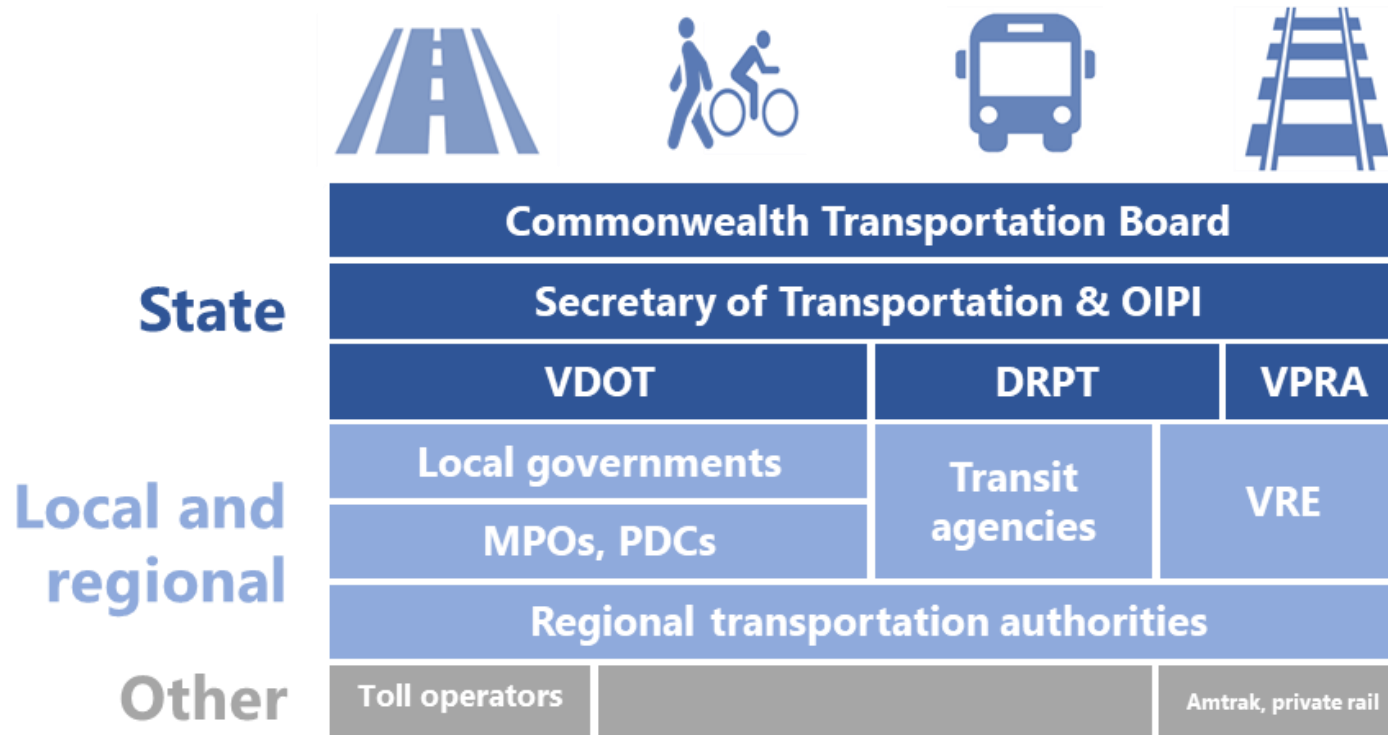 Commonwealth Transportation Board
State
Secretary of Transportation & OIPI
VDOT
DRPT
VPRA
Local and
regional
Local governments
MPOs, PDCs
Transit
agencies
VRE
Regional transportation authorities
Other
Toll operators
Amtrak, private rail